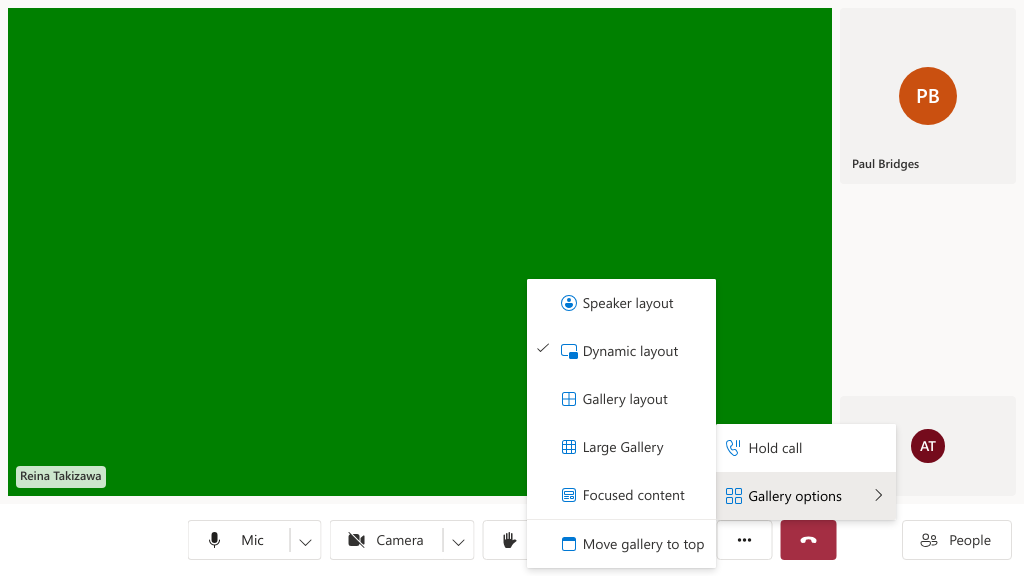 PB
Paul Bridges
Speaker layout
Dynamic layout
Gallery layout
Large Gallery
Hold call
AT
Reina Takizawa
Focused content
Gallery options
Mic
Camera
Move gallery to top
People